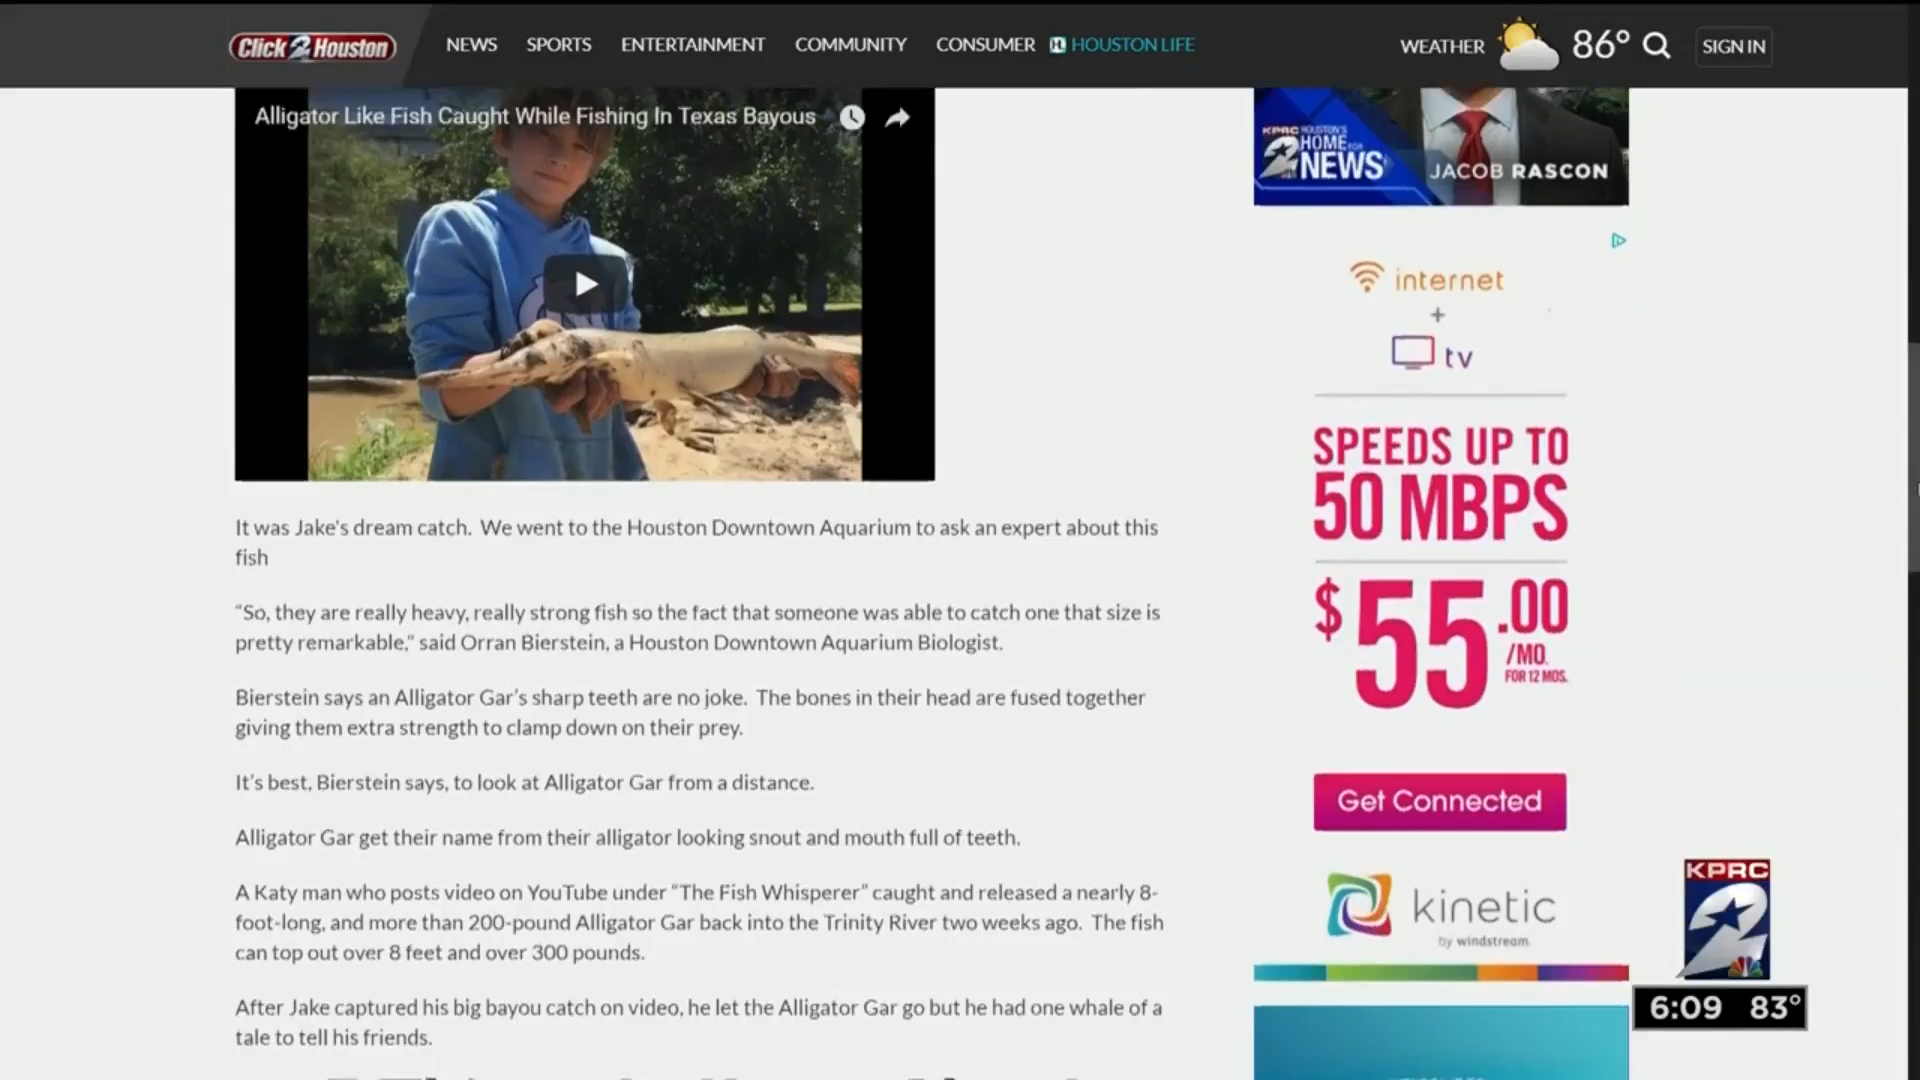 Click 2 Houston
NEWS SPORTS ENTERTAINMENT COMMUNITY CONSUMER HOUSTON LIFE
WEATHER 86° SIGN IN
Alligator Like Fish Caught While Fishing In Texas Bayous
It was Jake's dream catch.  We went to the Houston Downtown Aquarium to ask an expert about this
fish
“So, they are really heavy, really strong fish so the fact that someone was able to catch one that size is
pretty remarkable,” said Orran Bierstein, a Houston Downtown Aquarium Biologist.
Bierstein says an Alligator Gar’s sharp teeth are no joke.  The bones in their head are fused together
giving them extra strength to clamp down on their prey.
It’s best, Bierstein says, to look at Alligator Gar from a distance.
Alligator Gar get their name from their alligator looking snout and mouth full of teeth.
A Katy man who posts video on YouTube under “The Fish Whisperer” caught and released a nearly 8-
foot-long, and more than 200-pound Alligator Gar back into the Trinity River two weeks ago.  The fish
can top out over 8 feet and over 300 pounds.
After Jake captured his big bayou catch on video, he let the Alligator Gar go but he had one whale of a
tale to tell his friends.
KPRC HOUSTON'S
2 HOME FOR
NEWS
JACOB RASCON
internet
+
tv
SPEEDS UP TO
50 MBPS
$55.00
/MO.
FOR 12 MOS.
Get Connected
kinetic
by windstream.
KPRC
2
6:09 83°